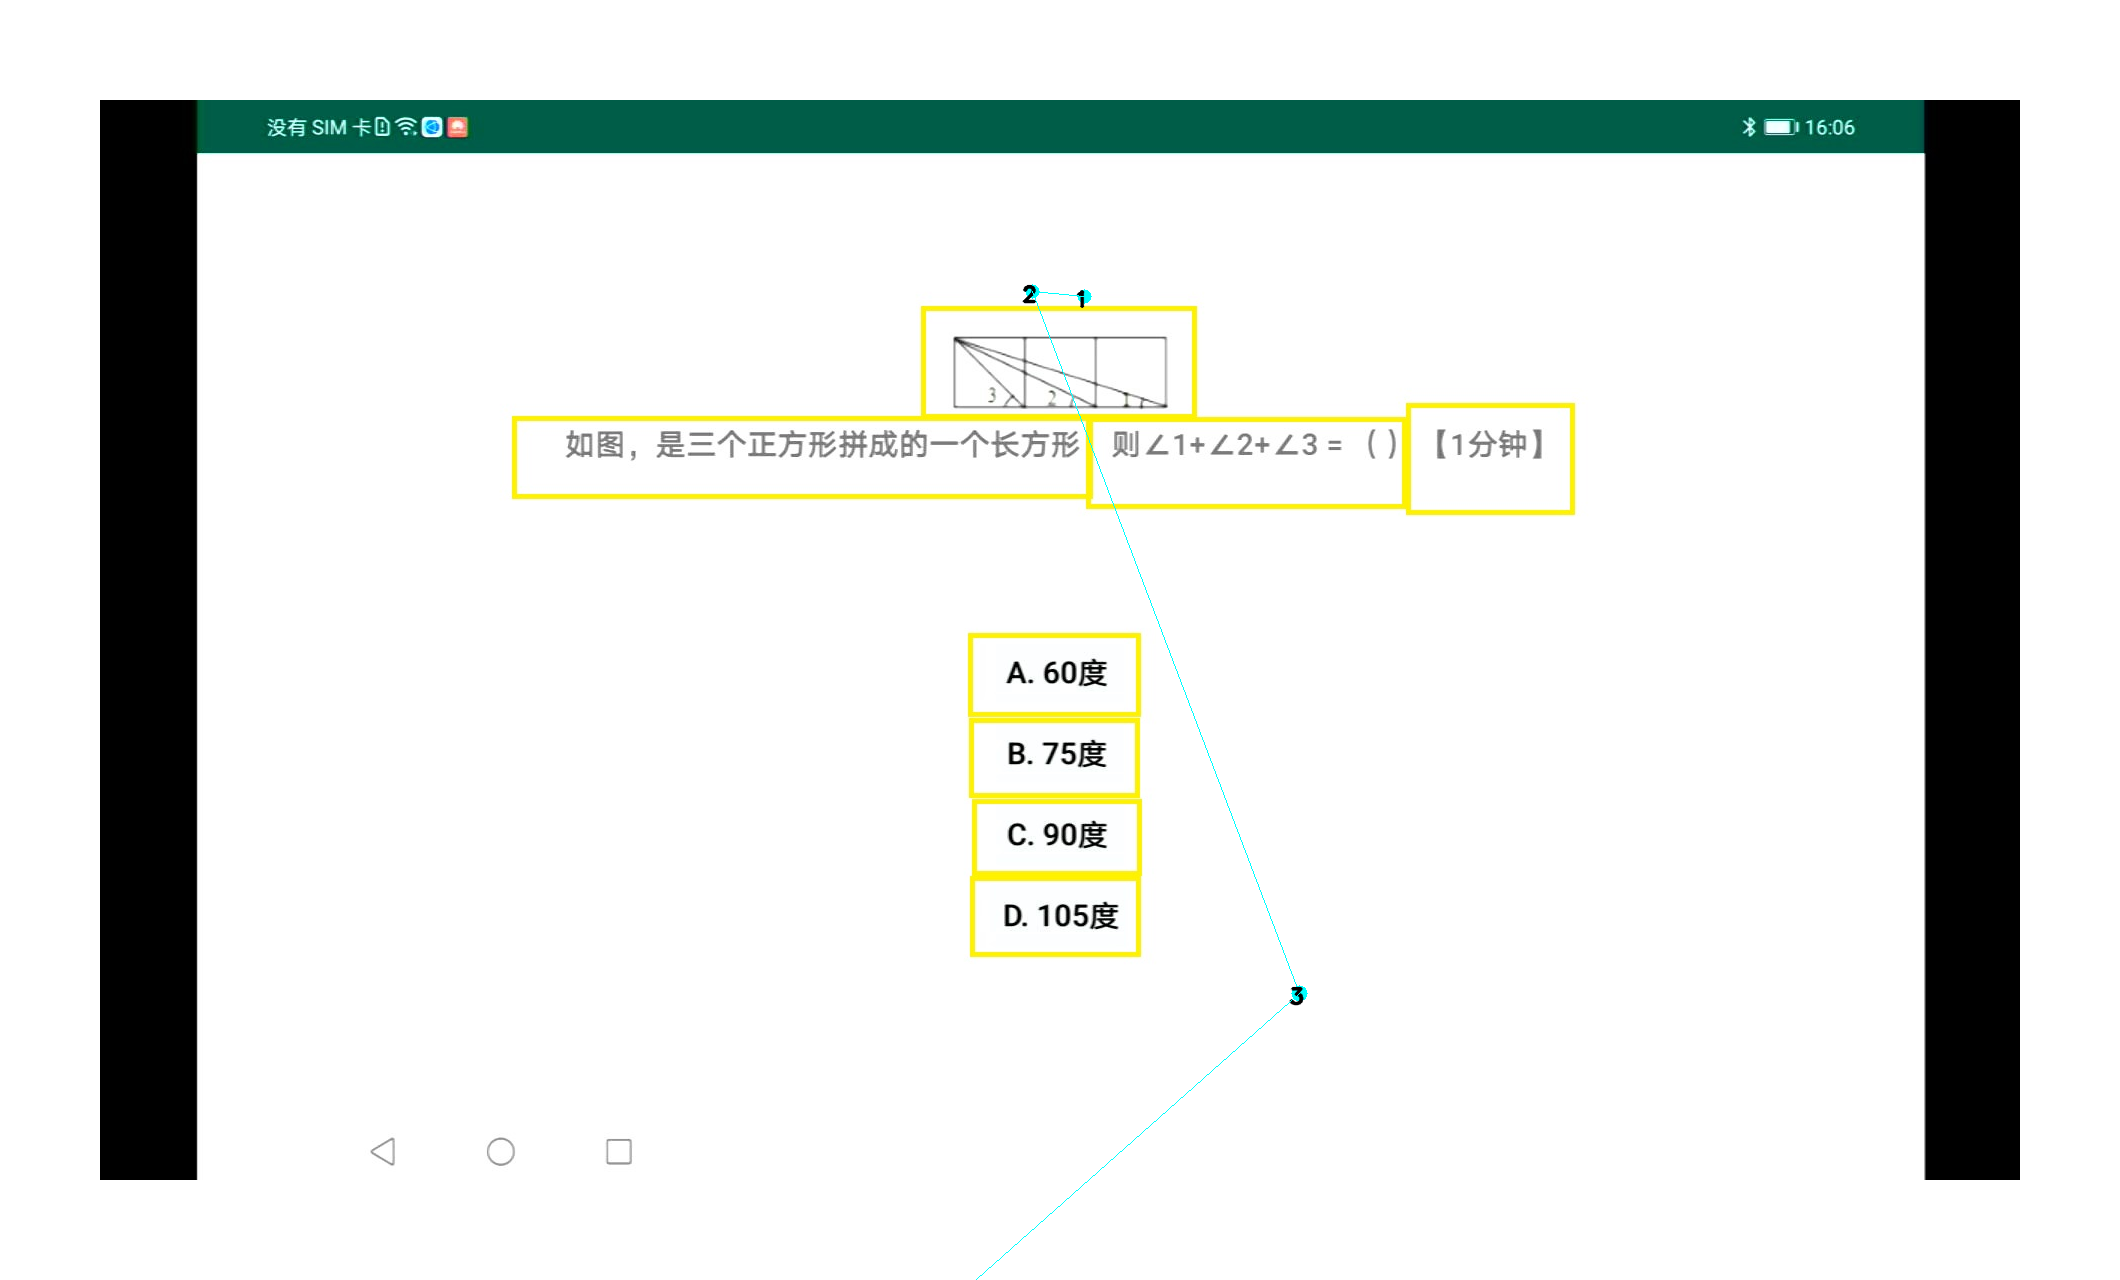 没有 SIM 卡 16:06
2 1
3 2 1
如图，是三个正方形拼成的一个长方形 则∠1+∠2+∠3 = （ ） 【1分钟】
A. 60度
B. 75度
C. 90度
D. 105度
3